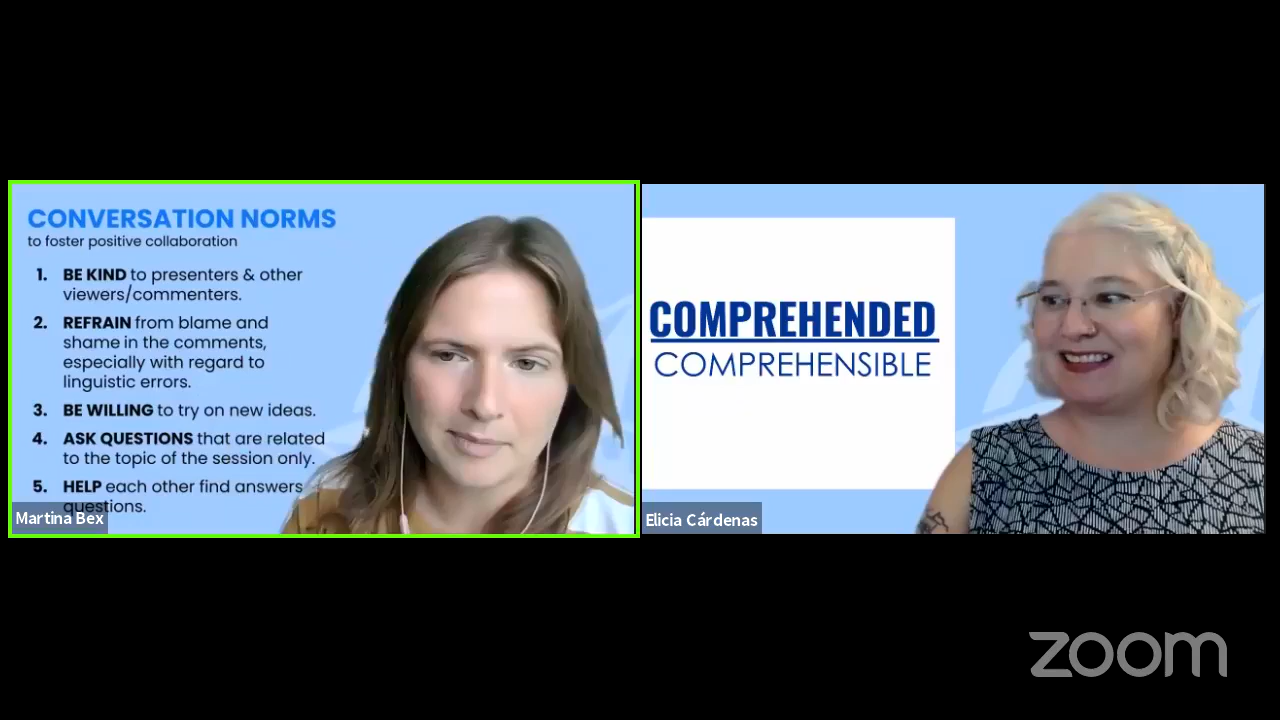 CONVERSATION NORMS
to foster positive collaboration
1. BE KIND to presenters & other
viewers/commenters.
2. REFRAIN from blame and
shame in the comments,
especially with regard to
linguistic errors.
3. BE WILLING to try on new ideas.
4. ASK QUESTIONS that are related
to the topic of the session only.
5. HELP each other find answers
questions.
Martina Bex
COMPREHENDED
COMPREHENSIBLE
Elicia Cárdenas
zoom